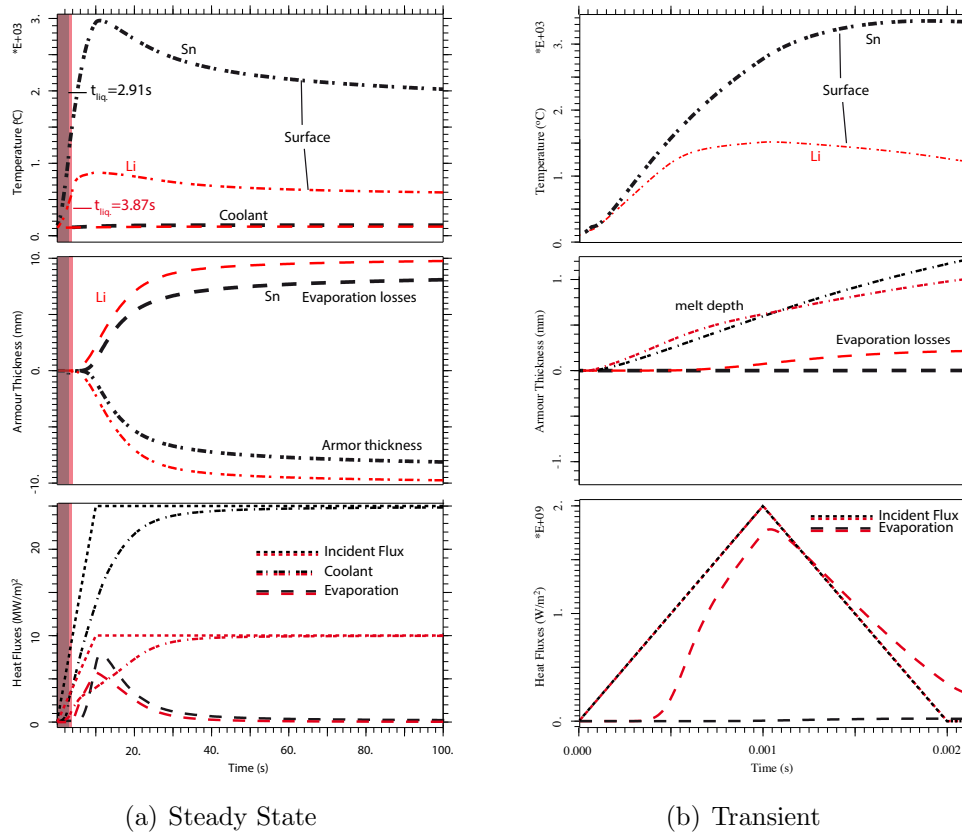 *E+03
Temperature (ºC)
3.
2.
1.
0.
Sn
t liq.=2.91s
Surface
Li
t liq.=3.87s
Coolant
Armour Thickness (mm)
10.
0.
-10.
Li
Sn
Evaporation losses
Armor thickness
Heat Fluxes (MW/m)²
20
10
0
Incident Flux
Coolant
Evaporation
20.
40.
60.
80.
100.
Time (s)
(a) Steady State
*E+03
Temperature (°C)
3.
2.
1.
0.
Sn
Surface
Li
Armour Thickness (mm)
1.
0.
-1.
melt depth
Evaporation losses
*E+09
Heat Fluxes (W/m²)
2.
1.
0.
Incident Flux
Evaporation
0.000
0.001
0.002
Time (s)
(b) Transient